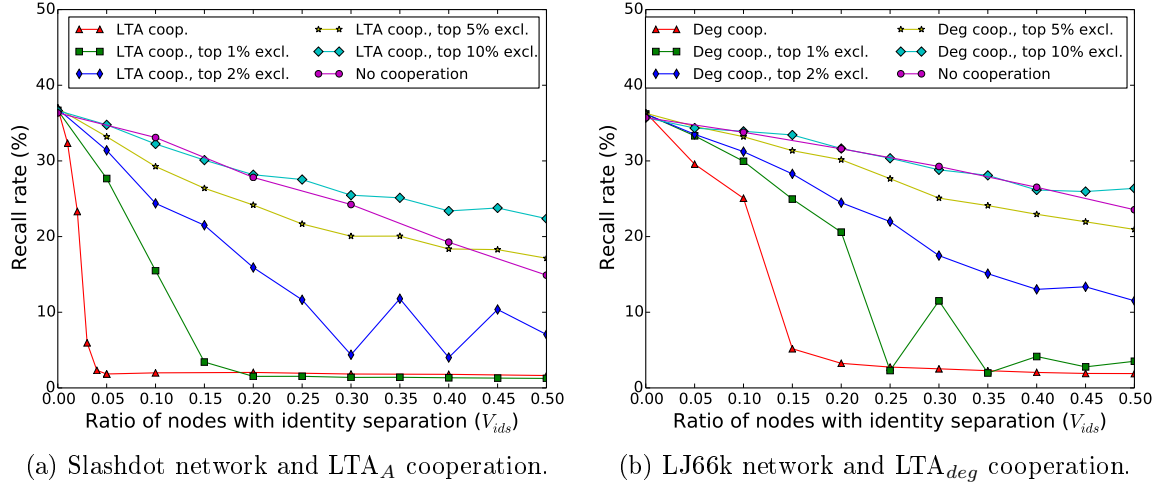 50
40
30
20
10
0
Recall rate (%)
LTA coop.
LTA coop., top 1% excl.
LTA coop., top 2% excl.
LTA coop., top 5% excl.
LTA coop., top 10% excl.
No cooperation
0.00 0.05 0.10 0.15 0.20 0.25 0.30 0.35 0.40 0.45 0.50
Ratio of nodes with identity separation (V_ids)
(a) Slashdot network and LTA_A cooperation.
50
40
30
20
10
0
Recall rate (%)
Deg coop.
Deg coop., top 1% excl.
Deg coop., top 2% excl.
Deg coop., top 5% excl.
Deg coop., top 10% excl.
No cooperation
0.00 0.05 0.10 0.15 0.20 0.25 0.30 0.35 0.40 0.45 0.50
Ratio of nodes with identity separation (V_ids)
(b) LJ66k network and LTA_deg cooperation.